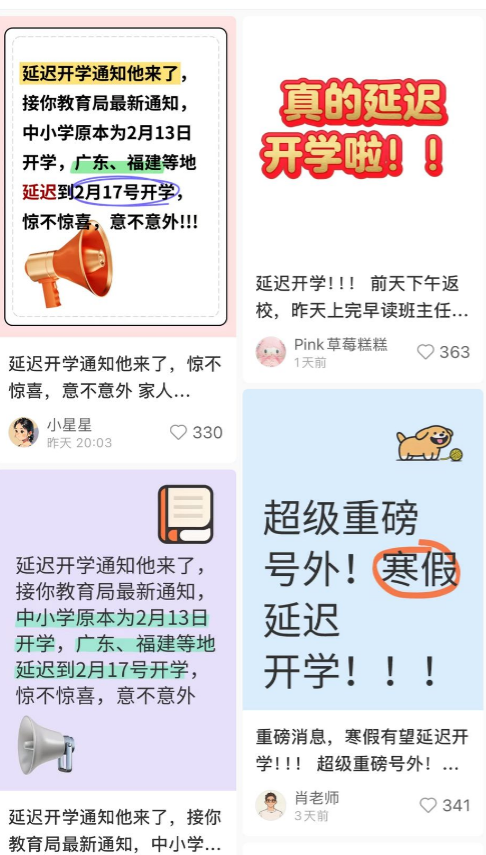 延迟开学通知他来了，
接你教育局最新通知，
中小学原本为2月13日
开学，广东、福建等地
延迟到2月17号开学，
惊不惊喜，意不意外!!!
延迟开学通知他来了，惊不
惊喜，意不意外 家人...
小星星
昨天 20:03
330
延迟开学通知他来了，
接你教育局最新通知，
中小学原本为2月13日
开学，广东、福建等地
延迟到2月17号开学，
惊不惊喜，意不意外
延迟开学通知他来了，接你
教育局最新通知，中小学...
真的延迟
开学啦！！
延迟开学!!! 前天下午返
校，昨天上完早读班主任...
Pink草莓糕糕
1天前
363
超级重磅
号外！寒假
延迟
开学！！！
重磅消息，寒假有望延迟开
学!!! 超级重磅号外! ...
肖老师
3天前
341